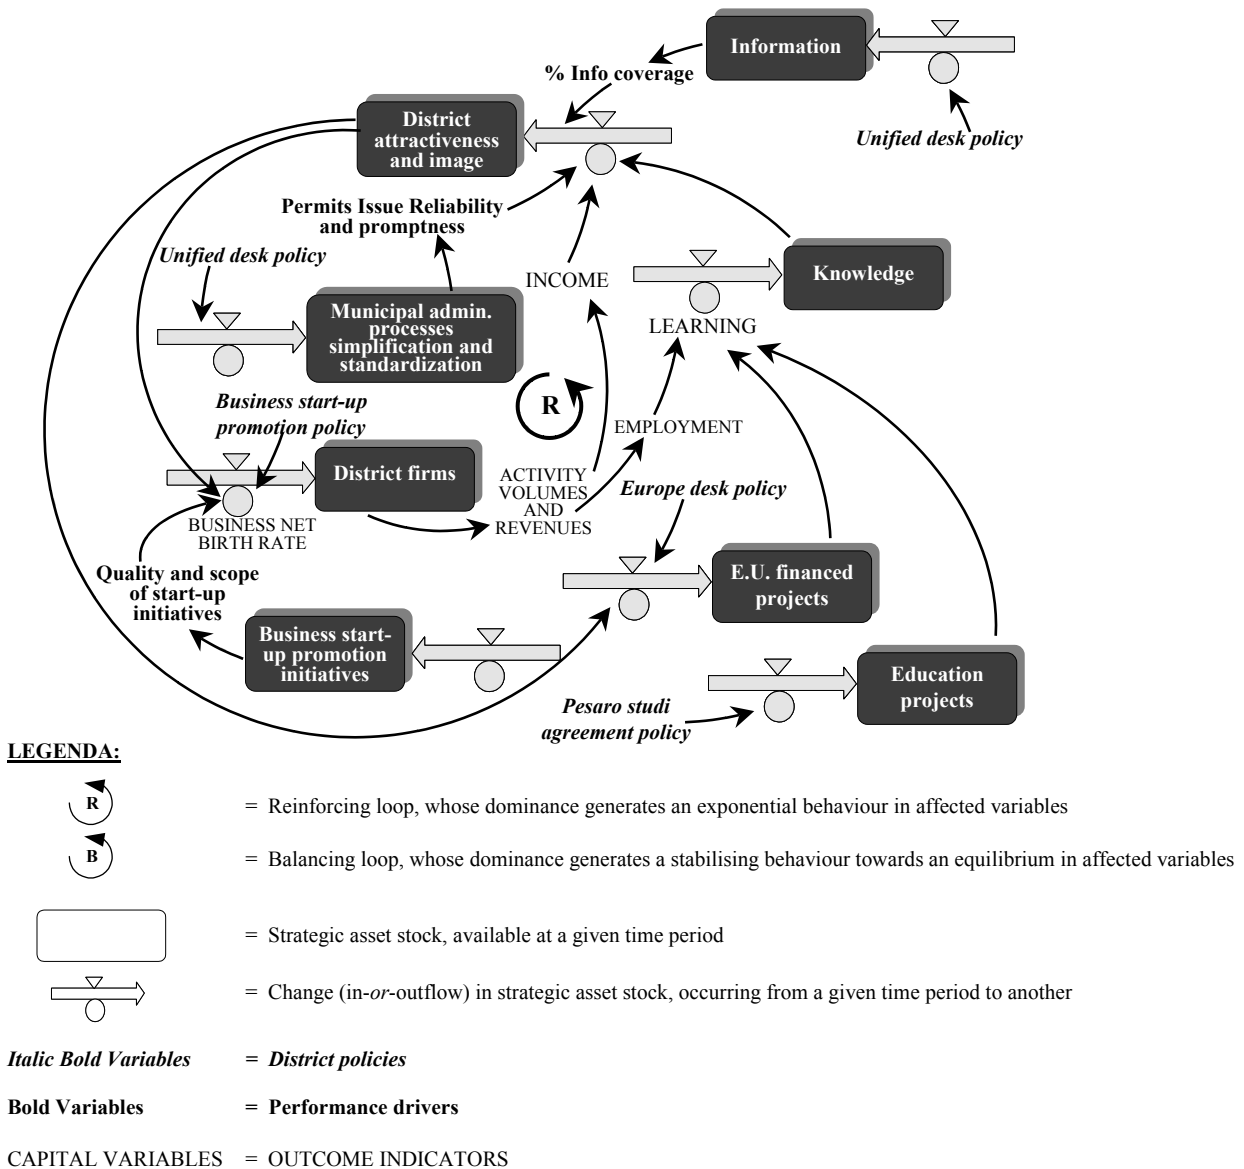 Information
% Info coverage
Unified desk policy
District
attractiveness
and image
Permits Issue Reliability
and promptness
Unified desk policy
INCOME
Knowledge
LEARNING
Municipal admin.
processes
simplification and
standardization
R
Business start-up
promotion policy
EMPLOYMENT
District firms
ACTIVITY
VOLUMES
AND
REVENUES
Europe desk policy
BUSINESS NET
BIRTH RATE
Quality and scope
of start-up
initiatives
E.U. financed
projects
Business start-
up promotion
initiatives
Education
projects
Pesaro studi
agreement policy
LEGENDA:
R = Reinforcing loop, whose dominance generates an exponential behaviour in affected variables
B = Balancing loop, whose dominance generates a stabilising behaviour towards an equilibrium in affected variables
= Strategic asset stock, available at a given time period
= Change (in-or-outflow) in strategic asset stock, occurring from a given time period to another
Italic Bold Variables = District policies
Bold Variables = Performance drivers
CAPITAL VARIABLES = OUTCOME INDICATORS